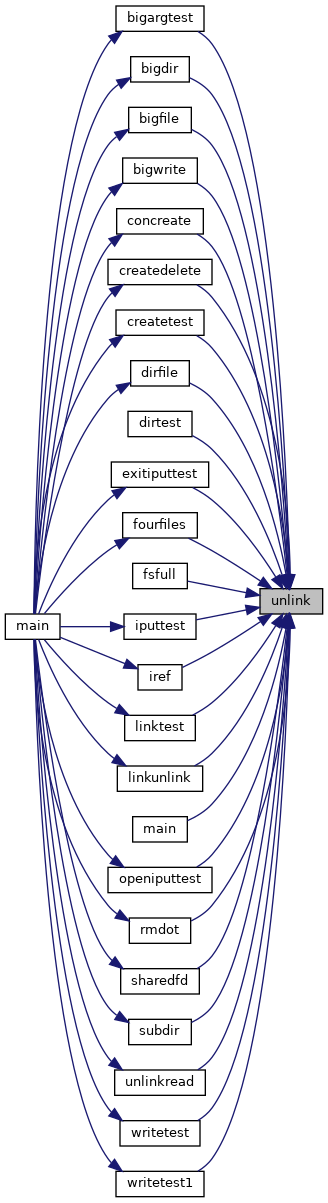 bigargtest
bigdir
bigfile
bigwrite
concreate
createdelete
createtest
dirfile
dirtest
exitiputtest
fourfiles
fsfull
unlink
main
iputtest
iref
linktest
linkunlink
main
openiputtest
rmdot
sharedfd
subdir
unlinkread
writetest
writetest1